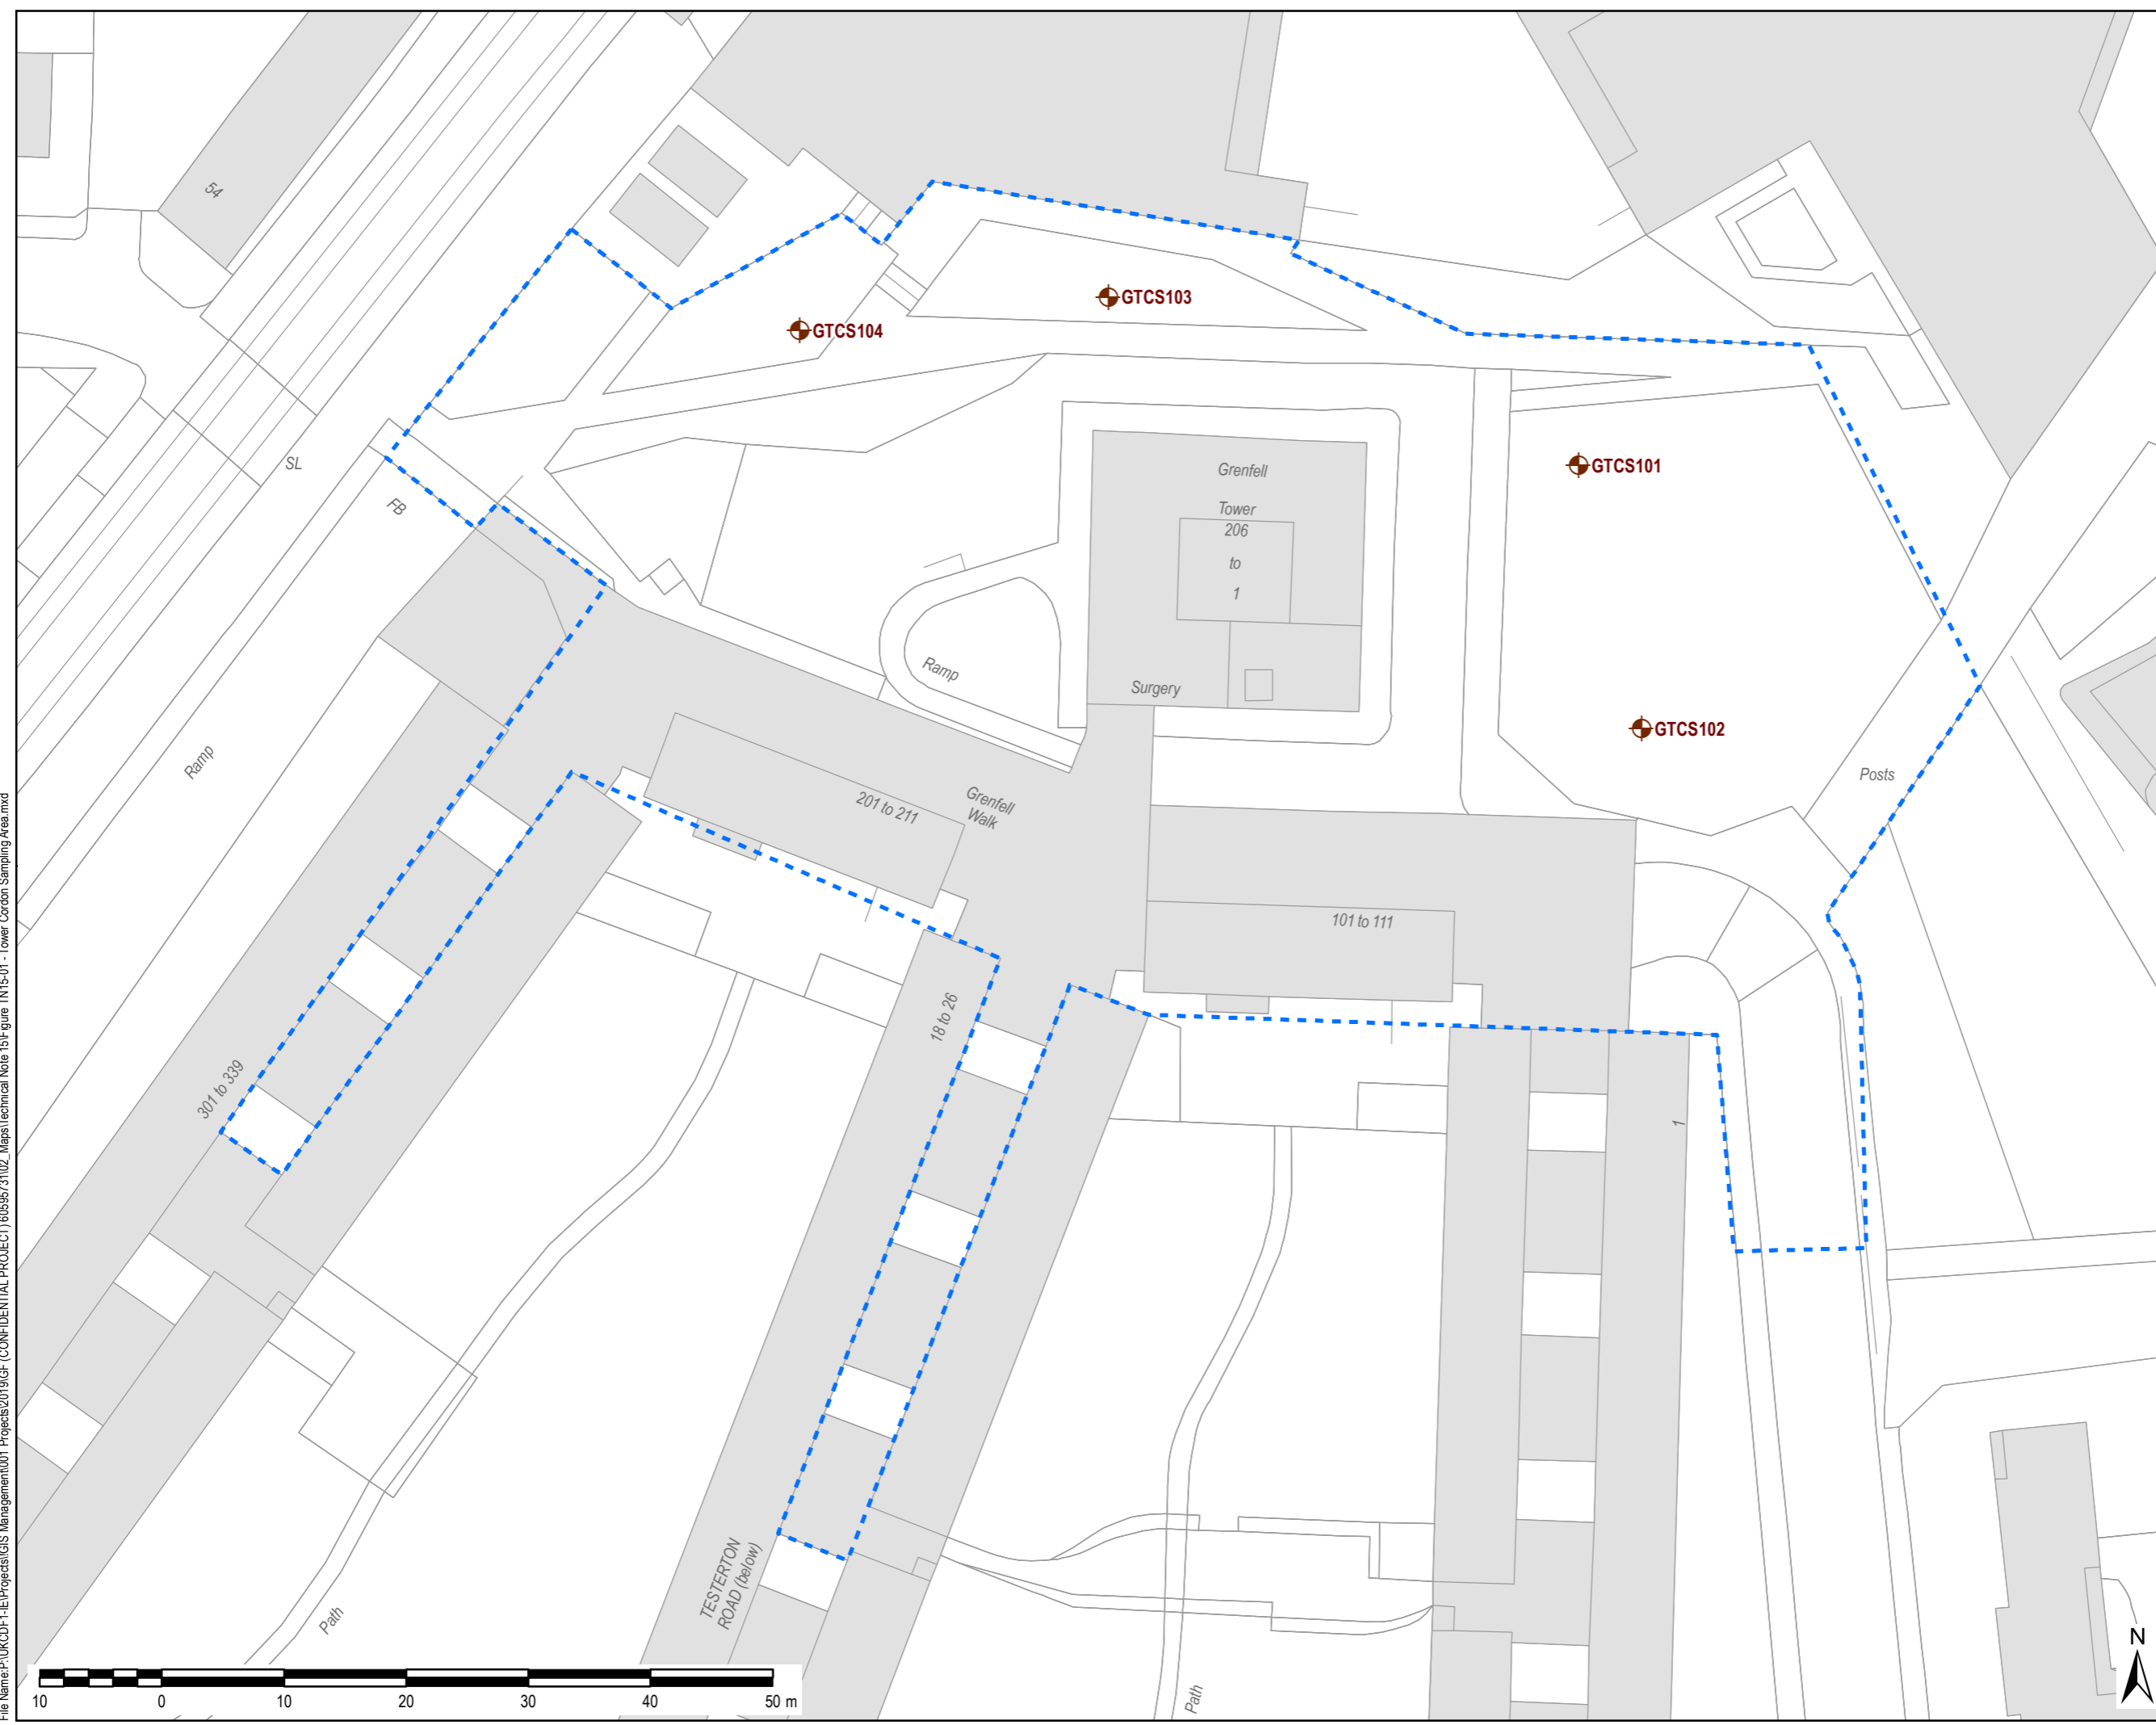 54
GTCS103
GTCS104
SL
FB
GTCS101
Grenfell
Tower
206
to
1
Ramp
Surgery
GTCS102
Ramp
Posts
201 to 211
Grenfell
Walk
101 to 111
18 to 26
301 to 339
1
TESTERTON
ROAD (below)
Path
Path
N
10 0 10 20 30 40 50 m
File Name:P:\UKCDF1-IE\Projects\GIS Management\001 Projects\2019\GF (CONFIDENTIAL PROJECT) 60595731\02_Maps\Technical Note 15\Figure TN15-01 - Tower Cordon Sampling Area.mxd